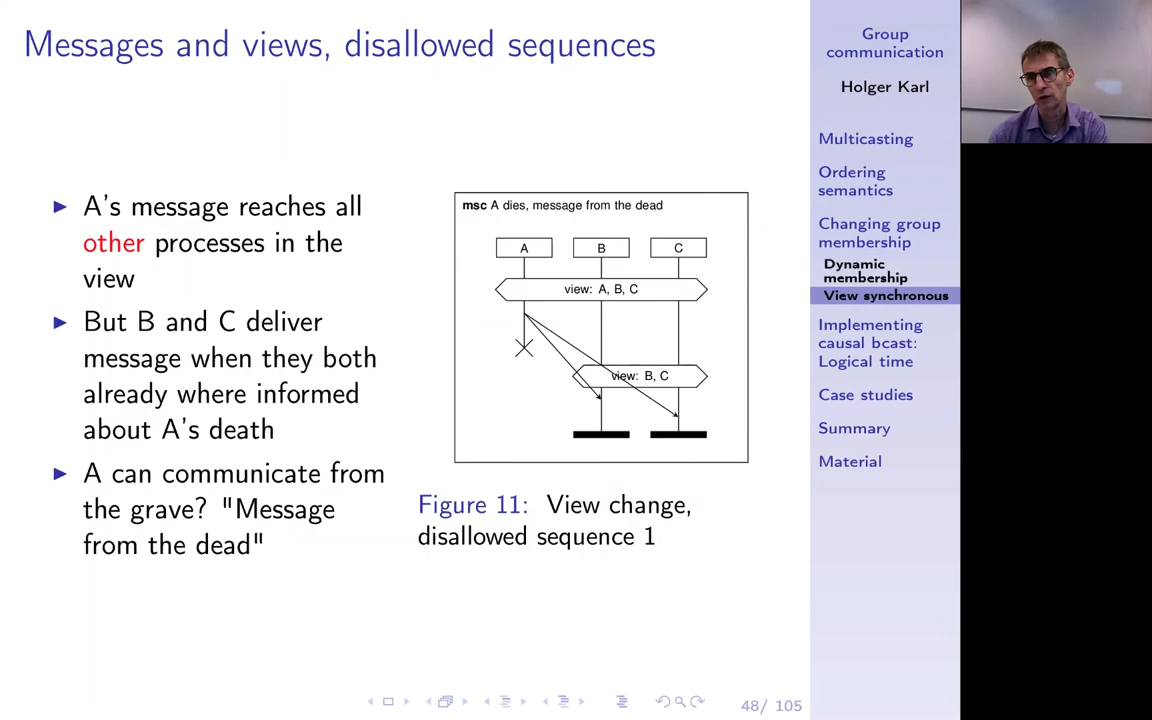 Messages and views, disallowed sequences
▶ A's message reaches all
other processes in the
view
▶ But B and C deliver
message when they both
already where informed
about A's death
▶ A can communicate from
the grave? "Message
from the dead"
msc A dies, message from the dead
A B C
view: A, B, C
view: B, C
Figure 11: View change,
disallowed sequence 1
Group
communication
Holger Karl
Multicasting
Ordering
semantics
Changing group
membership
Dynamic
membership
View synchronous
Implementing
causal bcast:
Logical time
Case studies
Summary
Material
48/ 105